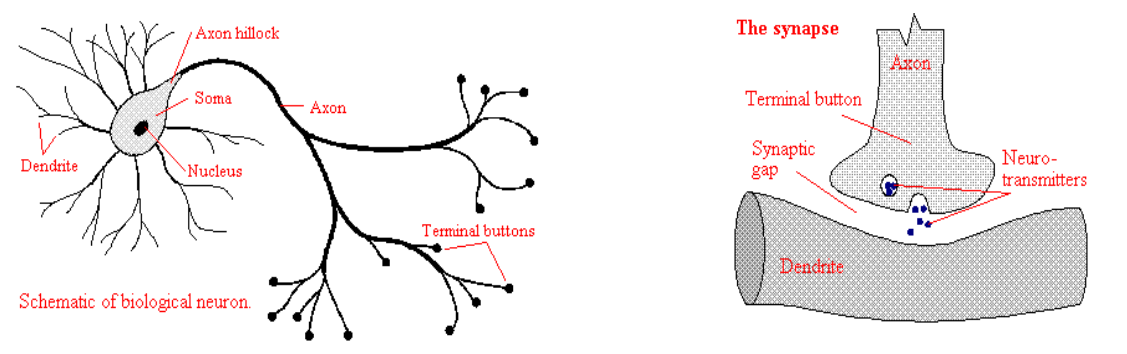 Axon hillock
Soma
Axon
Dendrite
Nucleus
Terminal buttons
Schematic of biological neuron.
The synapse
Axon
Terminal button
Synaptic
gap
Neuro-
transmitters
Dendrite